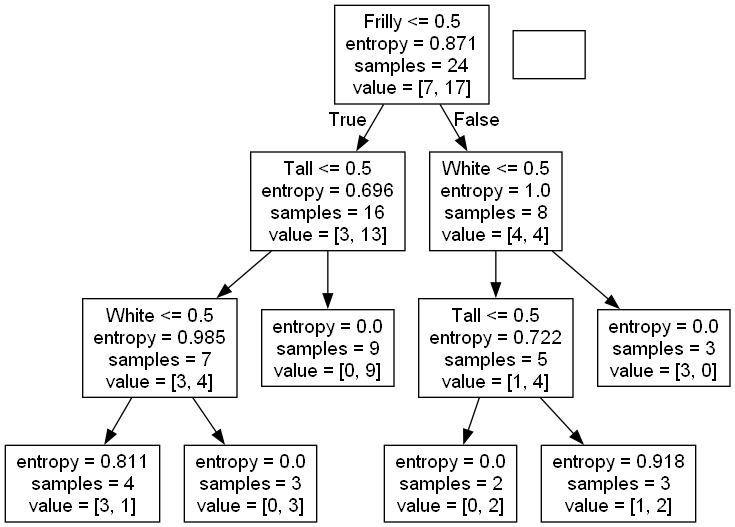 Frilly <= 0.5
entropy = 0.871
samples = 24
value = [7, 17]
True
False
Tall <= 0.5
entropy = 0.696
samples = 16
value = [3, 13]
White <= 0.5
entropy = 1.0
samples = 8
value = [4, 4]
White <= 0.5
entropy = 0.985
samples = 7
value = [3, 4]
entropy = 0.0
samples = 9
value = [0, 9]
Tall <= 0.5
entropy = 0.722
samples = 5
value = [1, 4]
entropy = 0.0
samples = 3
value = [3, 0]
entropy = 0.811
samples = 4
value = [3, 1]
entropy = 0.0
samples = 3
value = [0, 3]
entropy = 0.0
samples = 2
value = [0, 2]
entropy = 0.918
samples = 3
value = [1, 2]